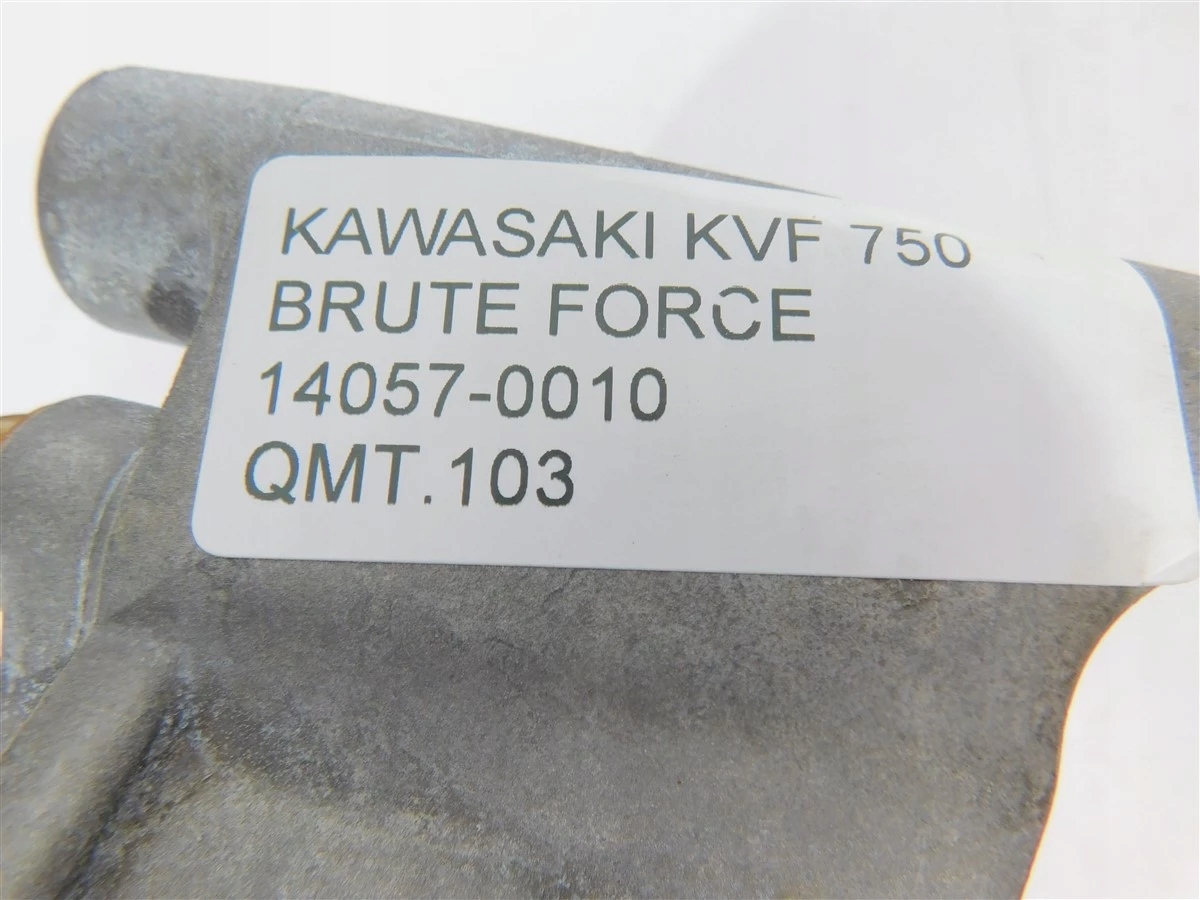 KAWASAKI KVF 750
BRUTE FORCE
14057-0010
QMT.103